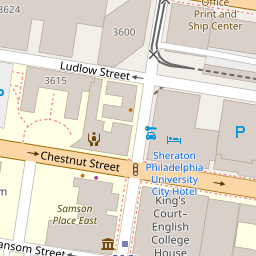 3624
3600
Office
Print and
Ship Center
Ludlow Street
3615
P
P
Chestnut Street
Sheraton
Philadelphia
University
City Hotel
Samson
Place East
King's
Court–
English
College
House
ansom Street